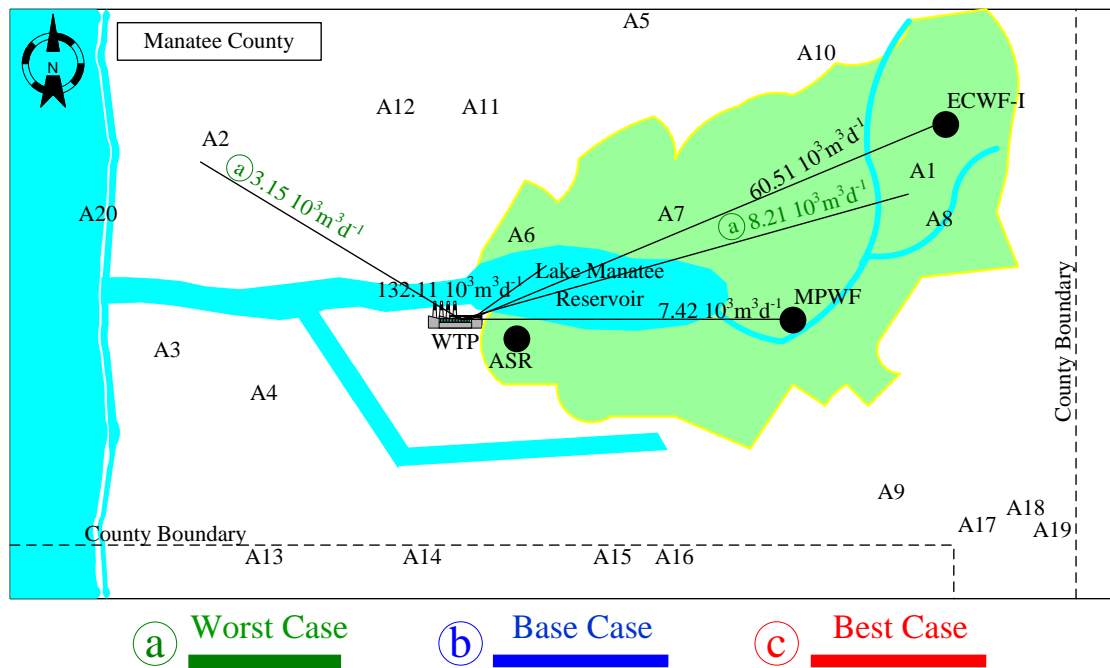 Manatee County
N
A5
A10
A12
A11
ECWF-I
A2
ⓐ 3.15 10³m³d⁻¹
60.51 10³m³d⁻¹
A1
ⓐ 8.21 10³m³d⁻¹
A20
A7
A8
A6
Lake Manatee
Reservoir
132.11 10³m³d⁻¹
7.42 10³m³d⁻¹
MPWF
WTP
ASR
A3
A4
County Boundary
A9
A18
A17
A19
County Boundary
A13
A14
A15
A16
ⓐ Worst Case
ⓑ Base Case
ⓒ Best Case